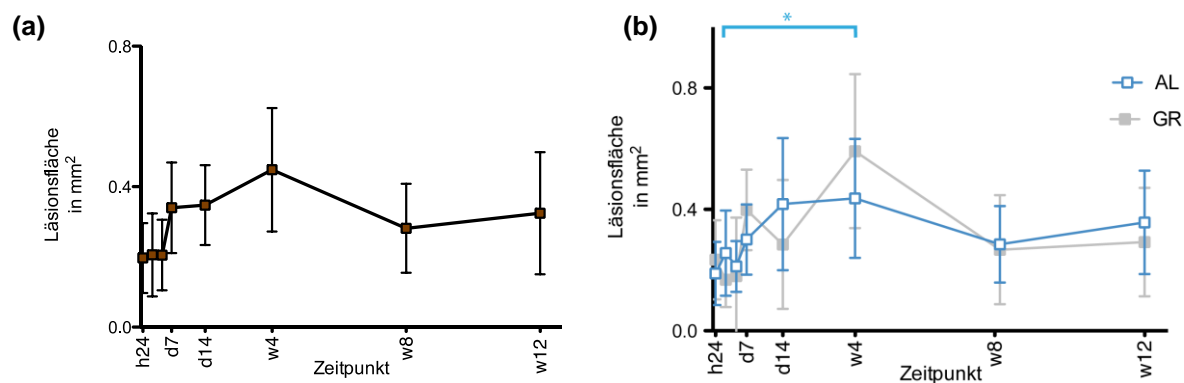 (a)
0.8
0.4
0.0
Läsionsfläche
in mm²
h24
d7
d14
w4
w8
w12
Zeitpunkt
(b)
*
0.8
0.4
0.0
Läsionsfläche
in mm²
AL
GR
h24
d7
d14
w4
w8
w12
Zeitpunkt